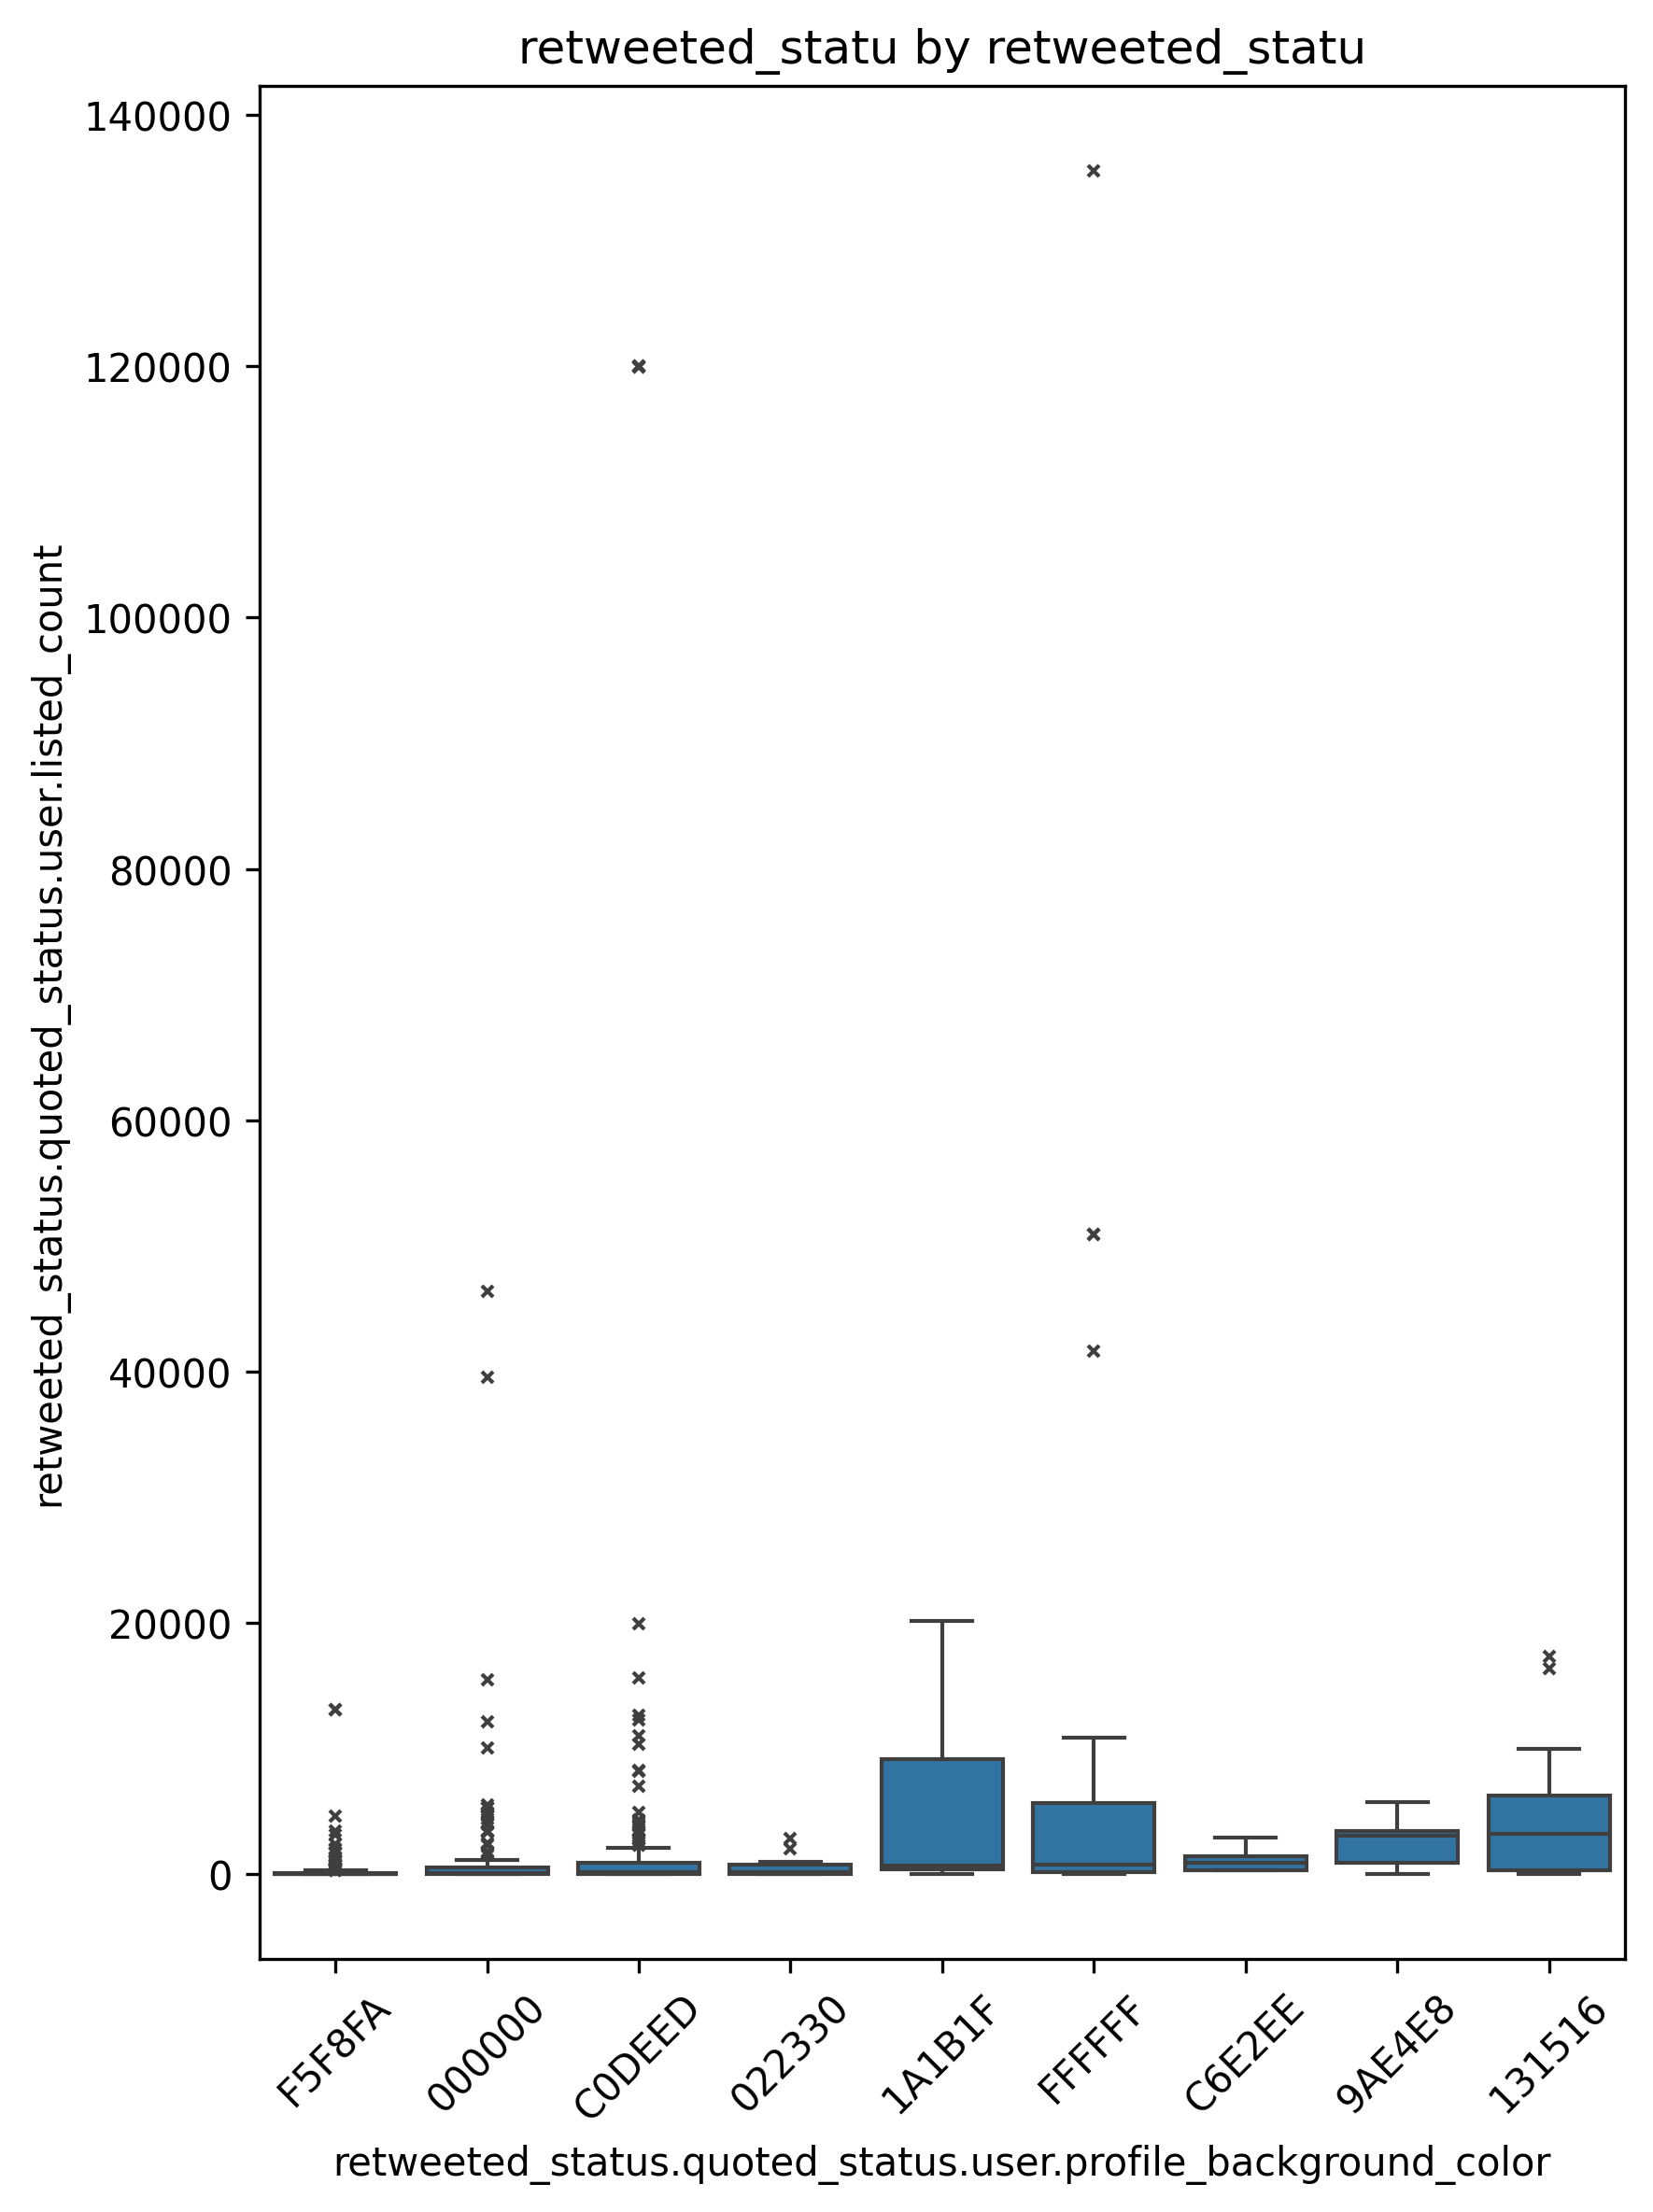 retweeted_statu by retweeted_statu
140000
120000
100000
80000
60000
40000
20000
0
retweeted_status.quoted_status.user.listed_count
F5F8FA
000000
C0DEED
022330
1A1B1F
FFFFFF
C6E2EE
9AE4E8
131516
retweeted_status.quoted_status.user.profile_background_color